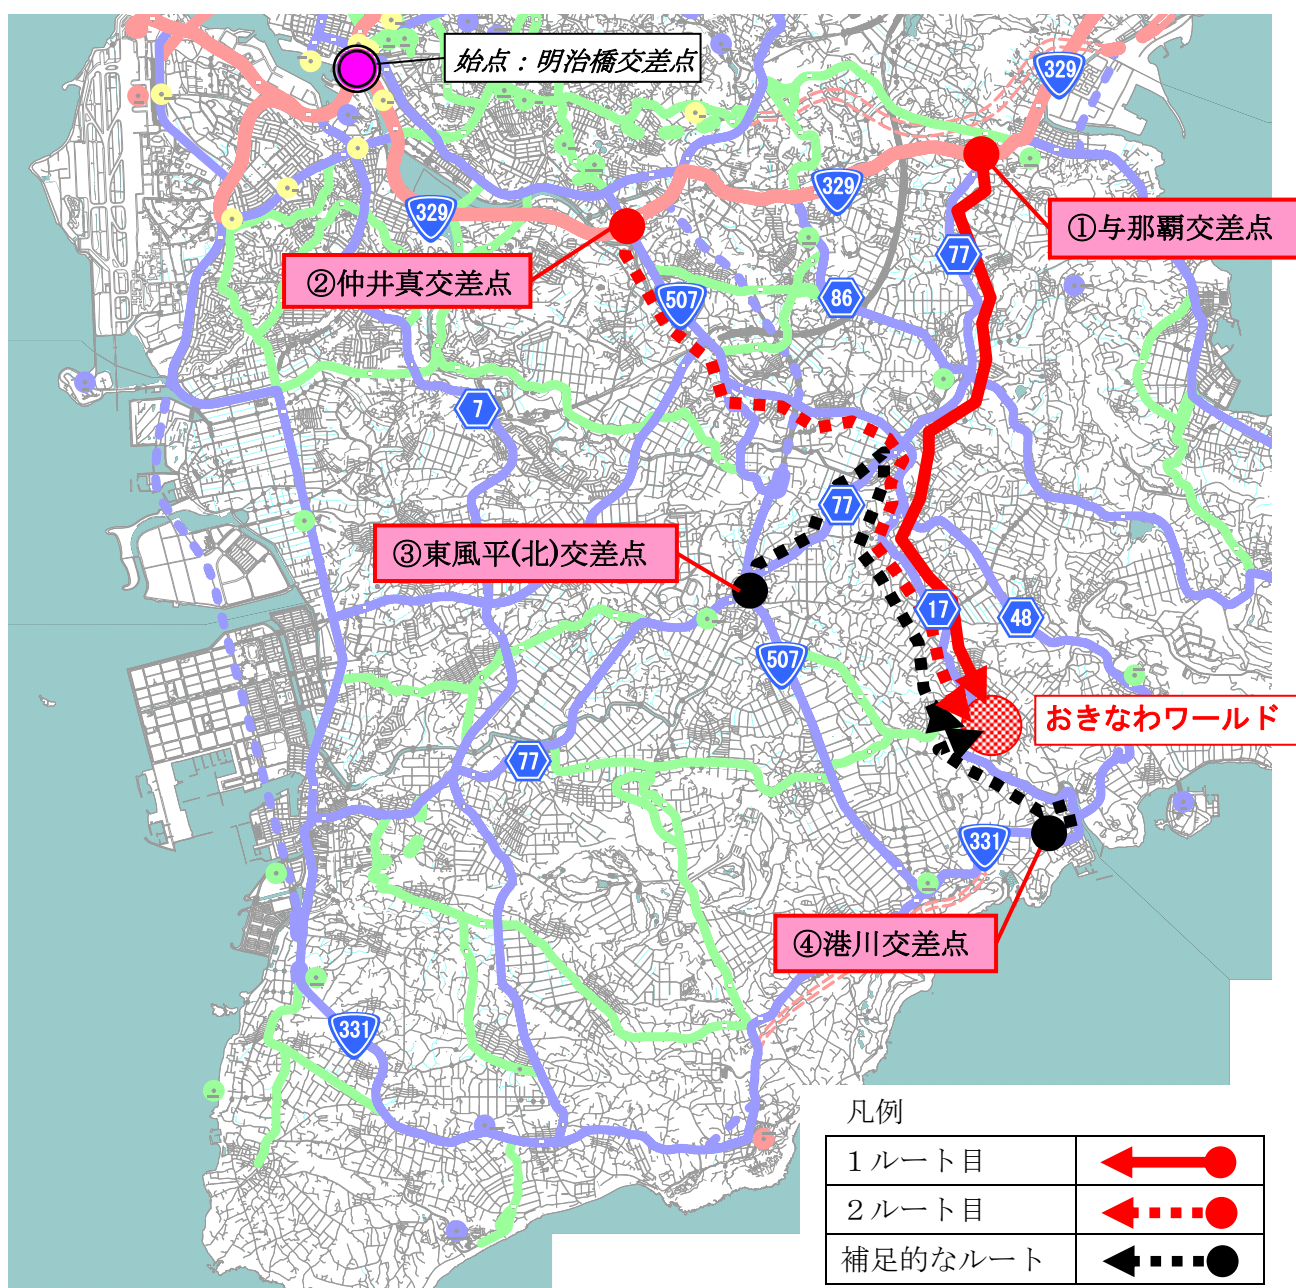 始点：明治橋交差点
329
329
①与那覇交差点
329
②仲井真交差点
77
507
86
7
77
③東風平(北)交差点
17
48
507
おきなわワールド
77
331
④港川交差点
331
凡例
１ルート目
２ルート目
補足的なルート